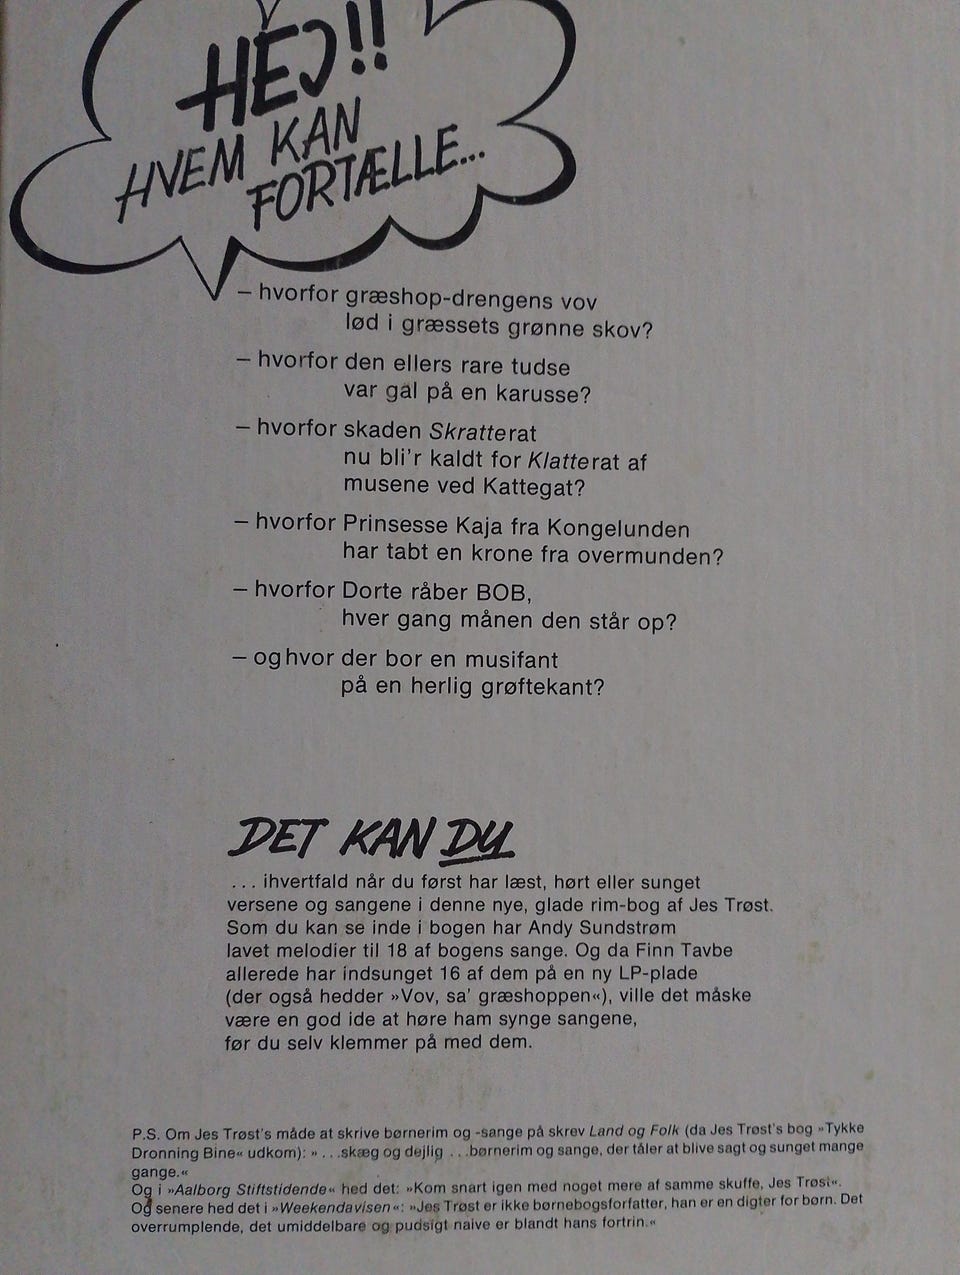 HEJ!!
HVEM KAN
FORTÆLLE...
– hvorfor græshop-drengens vov
lød i græssets grønne skov?
– hvorfor den ellers rare tudse
var gal på en karusse?
– hvorfor skaden Skratterat
nu bli'r kaldt for Klatterat af
musene ved Kattegat?
– hvorfor Prinsesse Kaja fra Kongelunden
har tabt en krone fra overmunden?
– hvorfor Dorte råber BOB,
hver gang månen den står op?
– og hvor der bor en musifant
på en herlig grøftekant?
DET KAN DU
... ihvertfald når du først har læst, hørt eller sunget
versene og sangene i denne nye, glade rim-bog af Jes Trøst.
Som du kan se inde i bogen har Andy Sundstrøm
lavet melodier til 18 af bogens sange. Og da Finn Tavbe
allerede har indsunget 16 af dem på en ny LP-plade
(der også hedder »Vov, sa' græshoppen«), ville det måske
være en god ide at høre ham synge sangene,
før du selv klemmer på med dem.
P.S. Om Jes Trøst's måde at skrive børnerim og -sange på skrev Land og Folk (da Jes Trøst's bog »Tykke
Dronning Bine« udkom): »...skæg og dejlig ...børnerim og sange, der tåler at blive sagt og sunget mange
gange.«
Og i »Aalborg Stiftstidende« hed det: »Kom snart igen med noget mere af samme skuffe, Jes Trøst«.
Og senere hed det i »Weekendavisen«: »Jes Trøst er ikke børnebogsforfatter, han er en digter for børn. Det
overrumplende, det umiddelbare og pudsigt naive er blandt hans fortrin.«